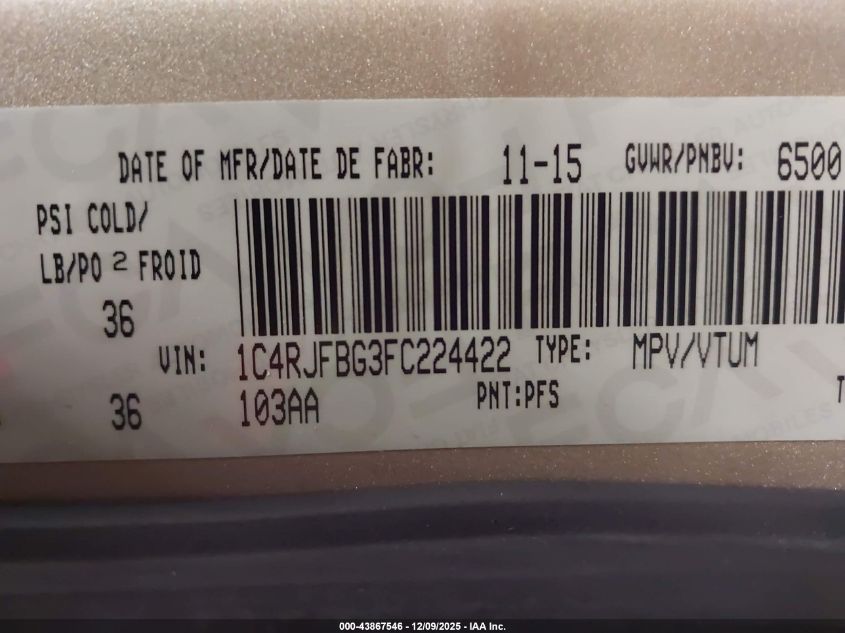 DATE OF MFR/DATE DE FABR: 11-15 GVWR/PNBV: 6500
PSI COLD/
LB/PO 2 FROID
36
VIN: 1C4RJFBG3FC224422 TYPE: MPV/VTUM
36 103AA PNT:PFS
000-43867546 - 12/09/2025 - IAA Inc.